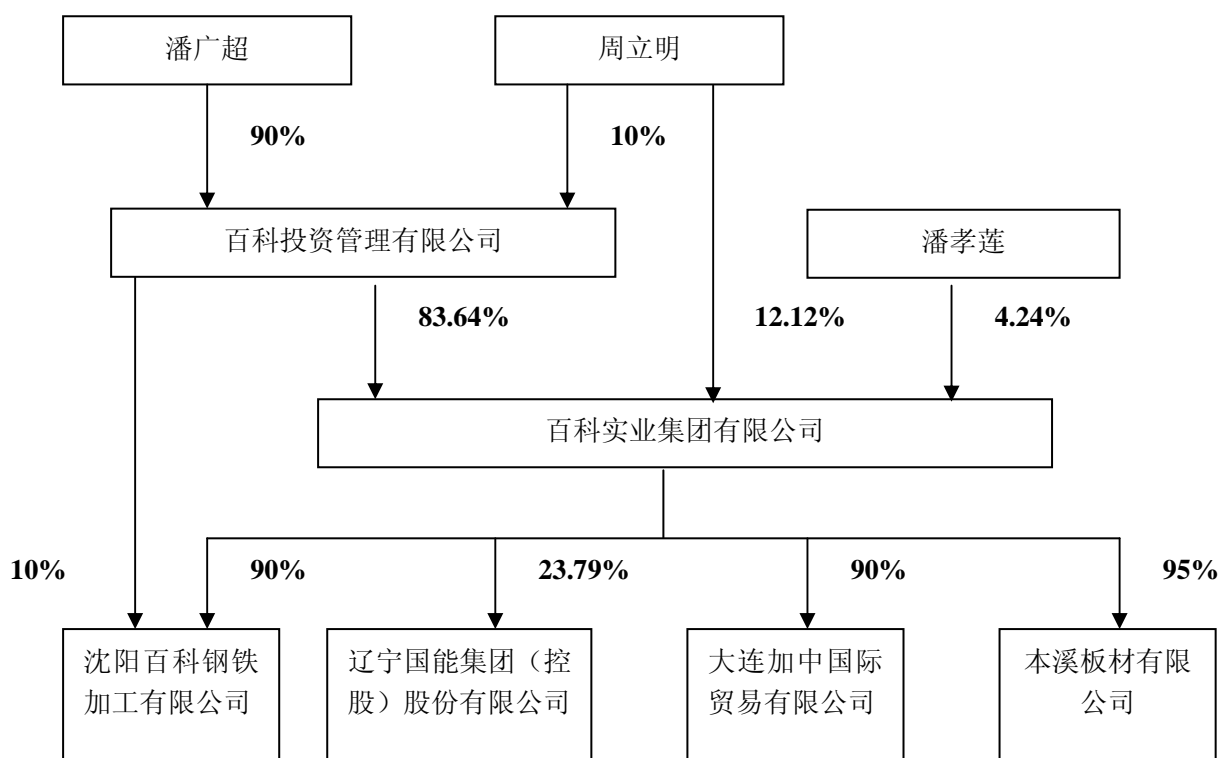 潘广超
周立明
90%
10%
百科投资管理有限公司
潘孝莲
83.64%
12.12%
4.24%
百科实业集团有限公司
10%
90%
23.79%
90%
95%
沈阳百科钢铁
加工有限公司
辽宁国能集团（控
股）股份有限公司
大连加中国际
贸易有限公司
本溪板材有限
公司